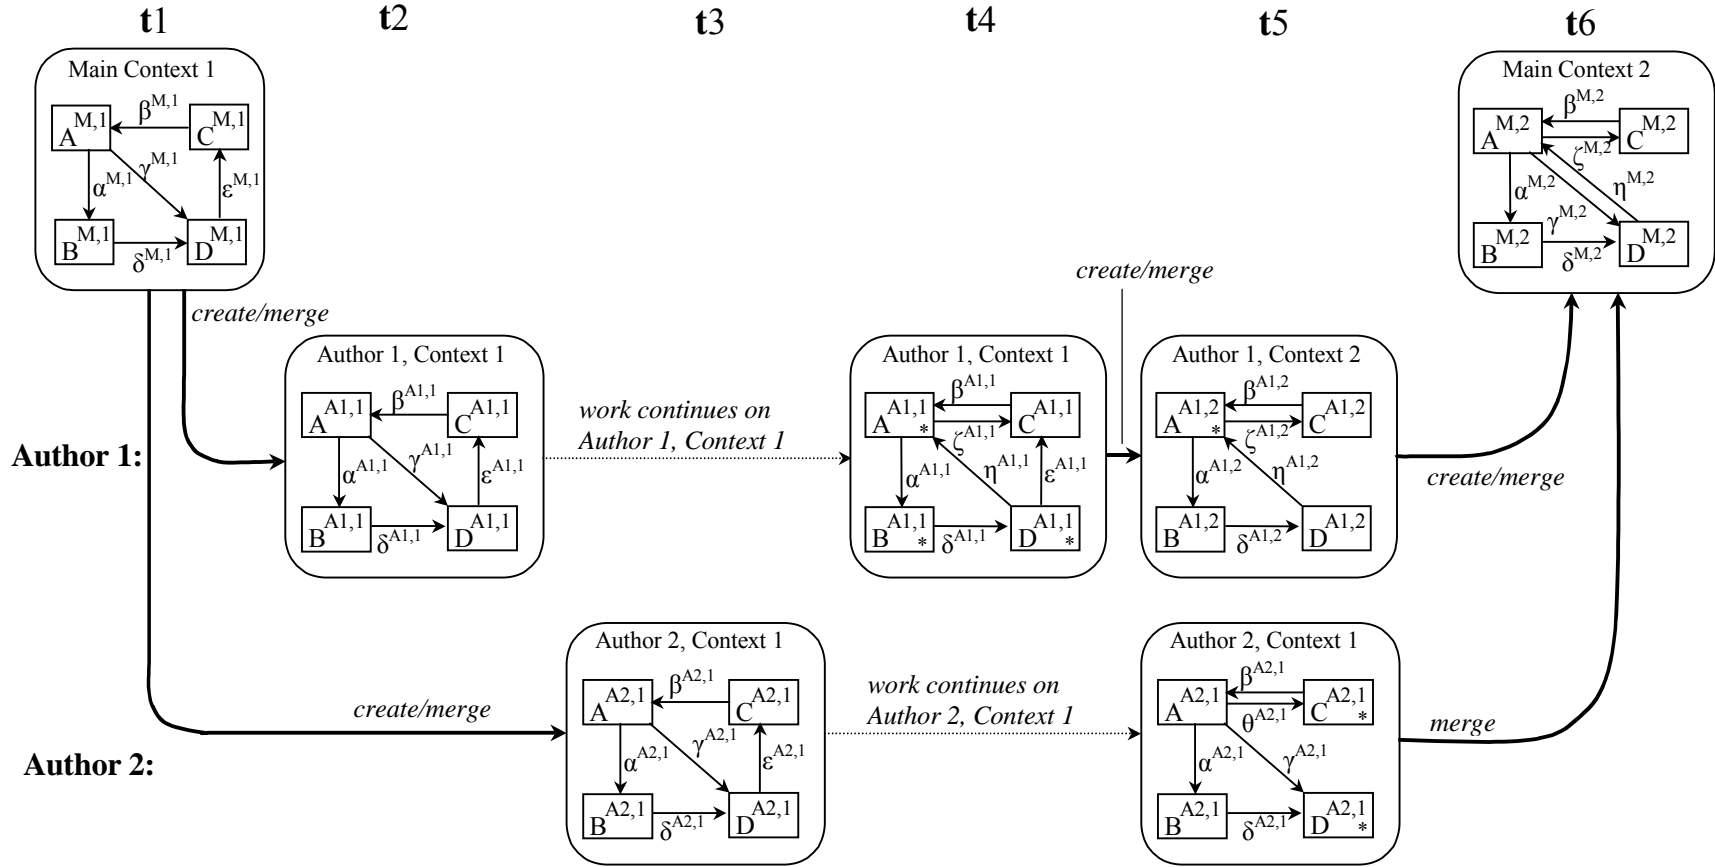 t1 t2 t3 t4 t5 t6
Main Context 1
A^M,1
β^M,1
C^M,1
α^M,1
γ^M,1
ε^M,1
B^M,1
δ^M,1
D^M,1
Main Context 2
A^M,2
β^M,2
C^M,2
ζ^M,2
α^M,2
η^M,2
γ^M,2
B^M,2
δ^M,2
D^M,2
create/merge
create/merge
Author 1:
Author 1, Context 1
A^A1,1
β^A1,1
C^A1,1
α^A1,1
γ^A1,1
ε^A1,1
B^A1,1
δ^A1,1
D^A1,1
work continues on
Author 1, Context 1
Author 1, Context 1
A^A1,1 *
β^A1,1
C^A1,1
ζ^A1,1
α^A1,1
η^A1,1
ε^A1,1
B^A1,1 *
δ^A1,1
D^A1,1 *
Author 1, Context 2
A^A1,2 *
β^A1,2
C^A1,2
ζ^A1,2
α^A1,2
η^A1,2
B^A1,2
δ^A1,2
D^A1,2
create/merge
Author 2:
create/merge
Author 2, Context 1
A^A2,1
β^A2,1
C^A2,1
α^A2,1
γ^A2,1
ε^A2,1
B^A2,1
δ^A2,1
D^A2,1
work continues on
Author 2, Context 1
Author 2, Context 1
A^A2,1
β^A2,1
C^A2,1 *
θ^A2,1
α^A2,1
γ^A2,1
B^A2,1
δ^A2,1
D^A2,1 *
merge